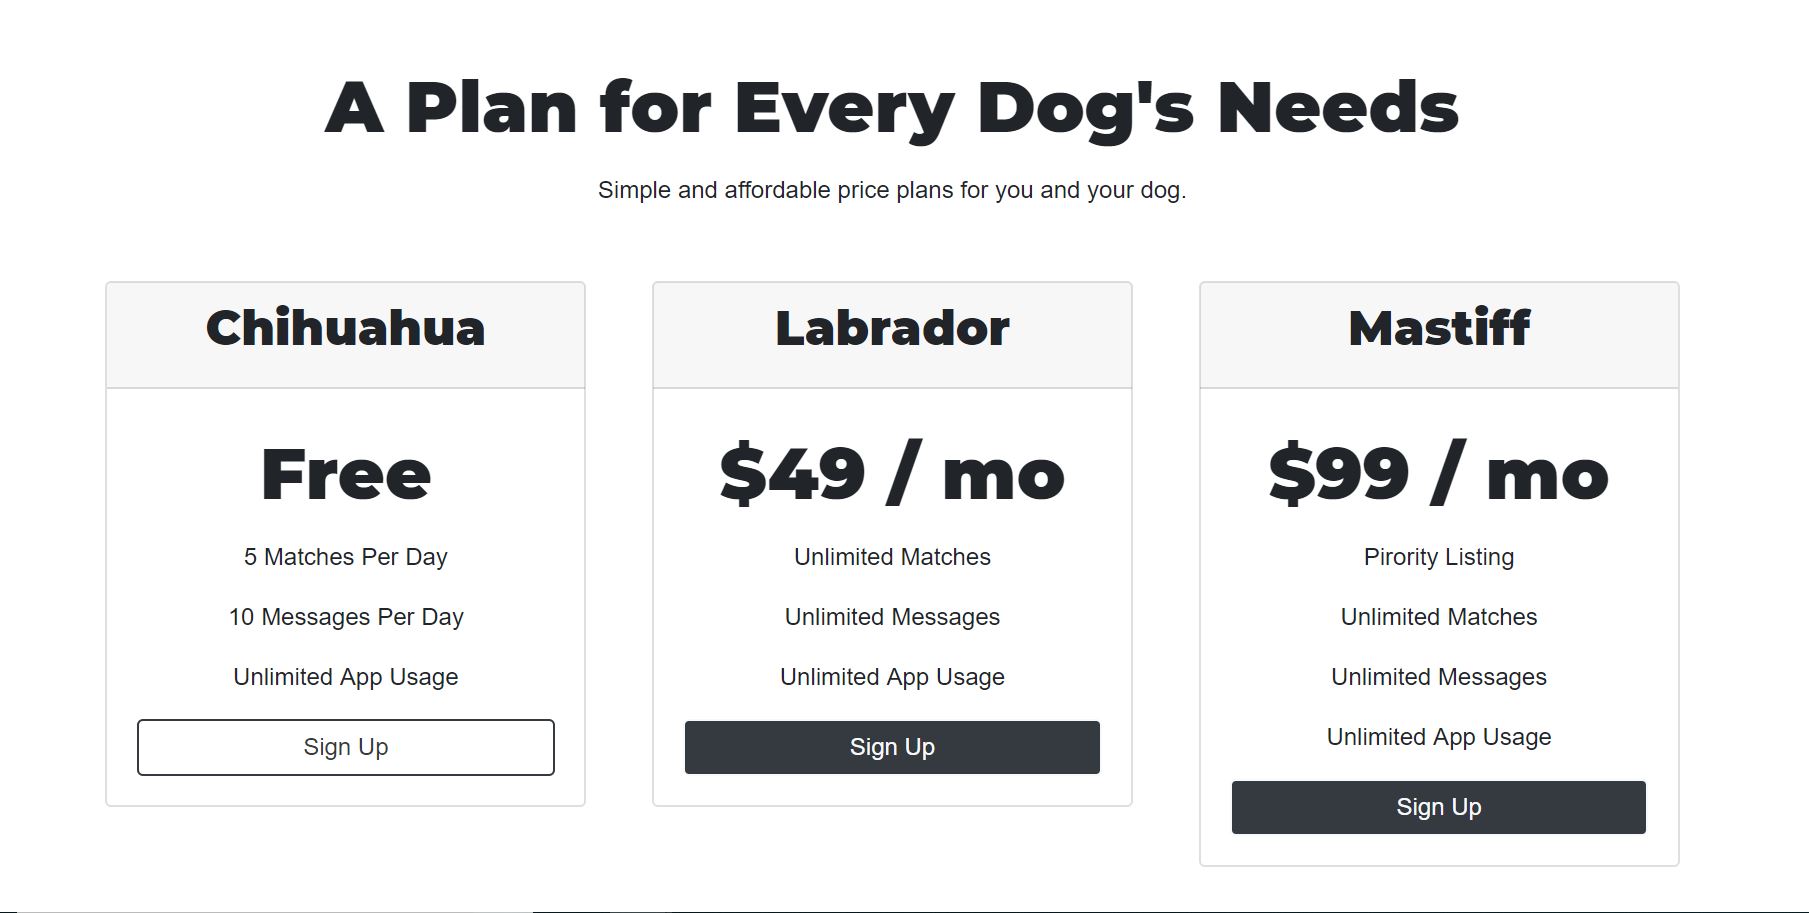 A Plan for Every Dog's Needs
Simple and affordable price plans for you and your dog.
Chihuahua
Free
5 Matches Per Day
10 Messages Per Day
Unlimited App Usage
Sign Up
Labrador
$49 / mo
Unlimited Matches
Unlimited Messages
Unlimited App Usage
Sign Up
Mastiff
$99 / mo
Pirority Listing
Unlimited Matches
Unlimited Messages
Unlimited App Usage
Sign Up